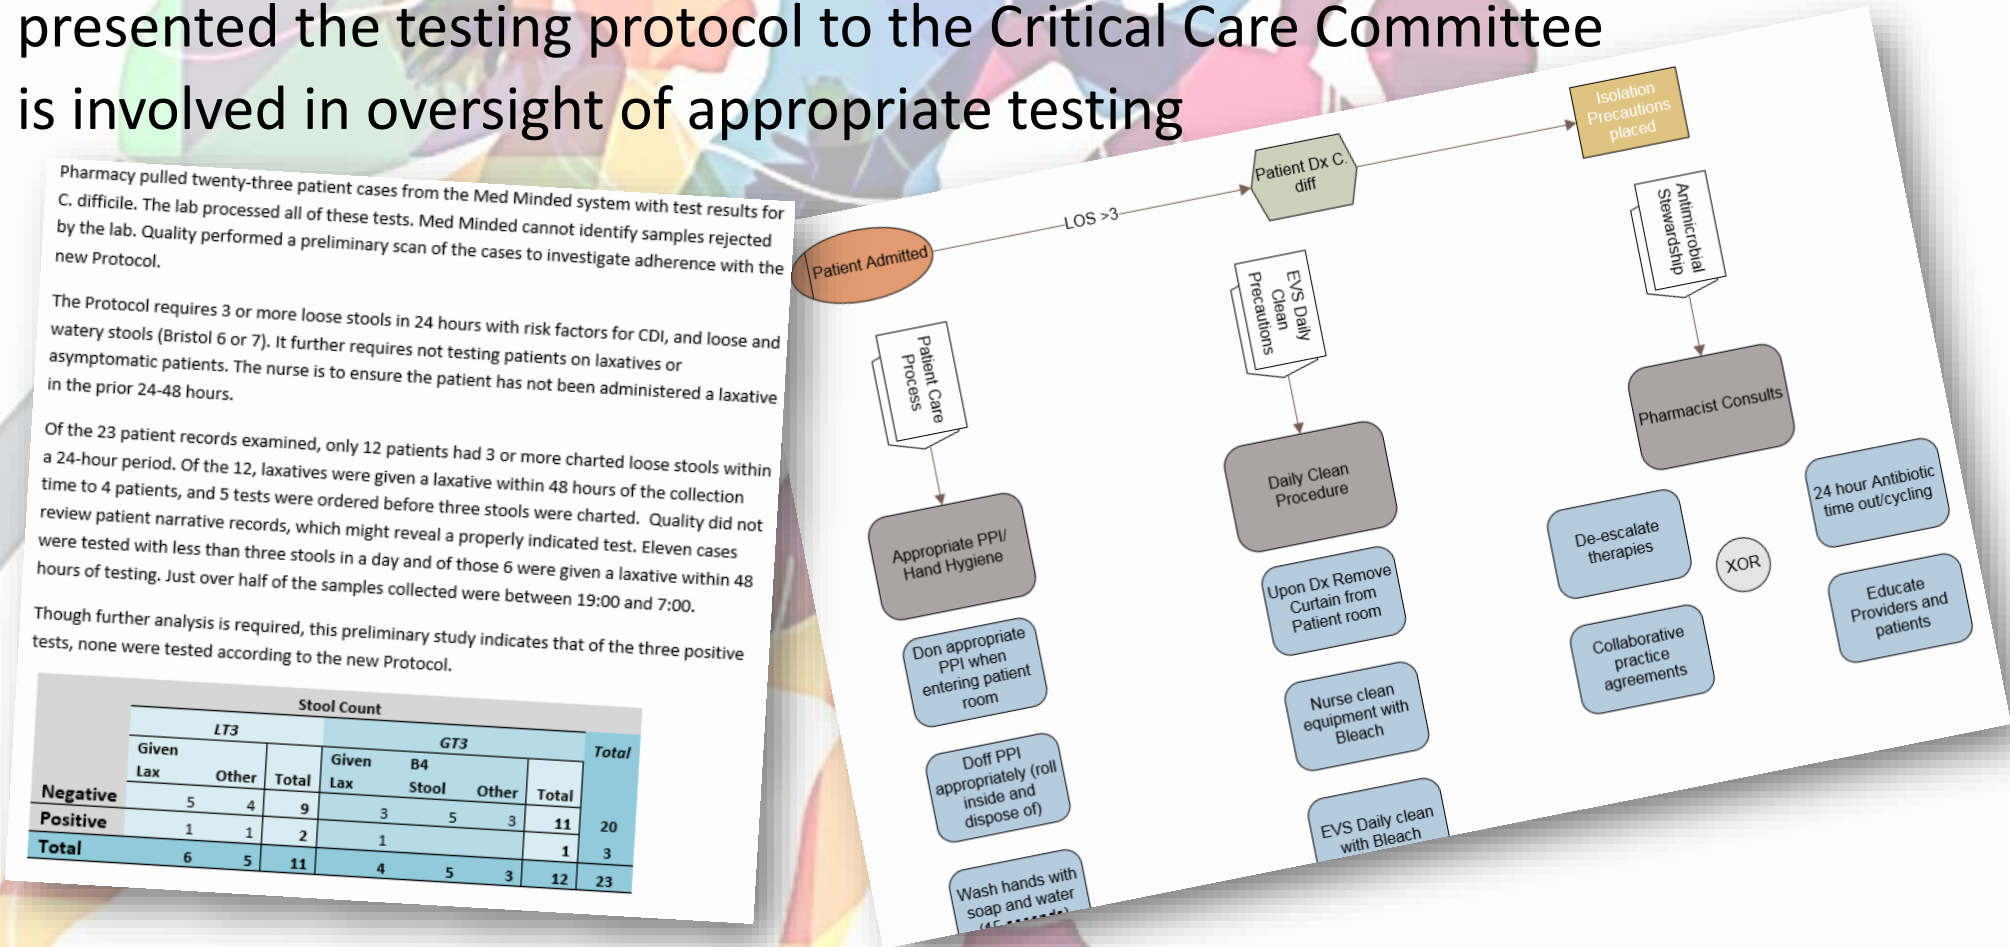 presented the testing protocol to the Critical Care Committee
is involved in oversight of appropriate testing
Pharmacy pulled twenty-three patient cases from the Med Minded system with test results for
C. difficile. The lab processed all of these tests. Med Minded cannot identify samples rejected
by the lab. Quality performed a preliminary scan of the cases to investigate adherence with the
new Protocol.
The Protocol requires 3 or more loose stools in 24 hours with risk factors for CDI, and loose and
watery stools (Bristol 6 or 7). It further requires not testing patients on laxatives or
asymptomatic patients. The nurse is to ensure the patient has not been administered a laxative
in the prior 24-48 hours.
Of the 23 patient records examined, only 12 patients had 3 or more charted loose stools within
a 24-hour period. Of the 12, laxatives were given a laxative within 48 hours of the collection
time to 4 patients, and 5 tests were ordered before three stools were charted. Quality did not
review patient narrative records, which might reveal a properly indicated test. Eleven cases
were tested with less than three stools in a day and of those 6 were given a laxative within 48
hours of testing. Just over half of the samples collected were between 19:00 and 7:00.
Though further analysis is required, this preliminary study indicates that of the three positive
tests, none were tested according to the new Protocol.
Stool Count
LT3 GT3 Total
Given B4
Given
Lax Other Total Lax Stool Other Total
Negative 5 4 9 3 5 3 11 20
Positive 1 1 2 1 1 3
Total 6 5 11 4 5 3 12 23
Patient Admitted
LOS >3
Patient Dx C.
diff
Isolation
Precautions
placed
Patient Care
Process
Appropriate PPI/
Hand Hygiene
Don appropriate
PPI when
entering patient
room
Doff PPI
appropriately (roll
inside and
dispose of)
Wash hands with
soap and water
EVS Daily
Clean
Precautions
Daily Clean
Procedure
Upon Dx Remove
Curtain from
Patient room
Nurse clean
equipment with
Bleach
EVS Daily clean
with Bleach
Antimicrobial
Stewardship
Pharmacist Consults
De-escalate
therapies
Collaborative
practice
agreements
XOR
24 hour Antibiotic
time out/cycling
Educate
Providers and
patients